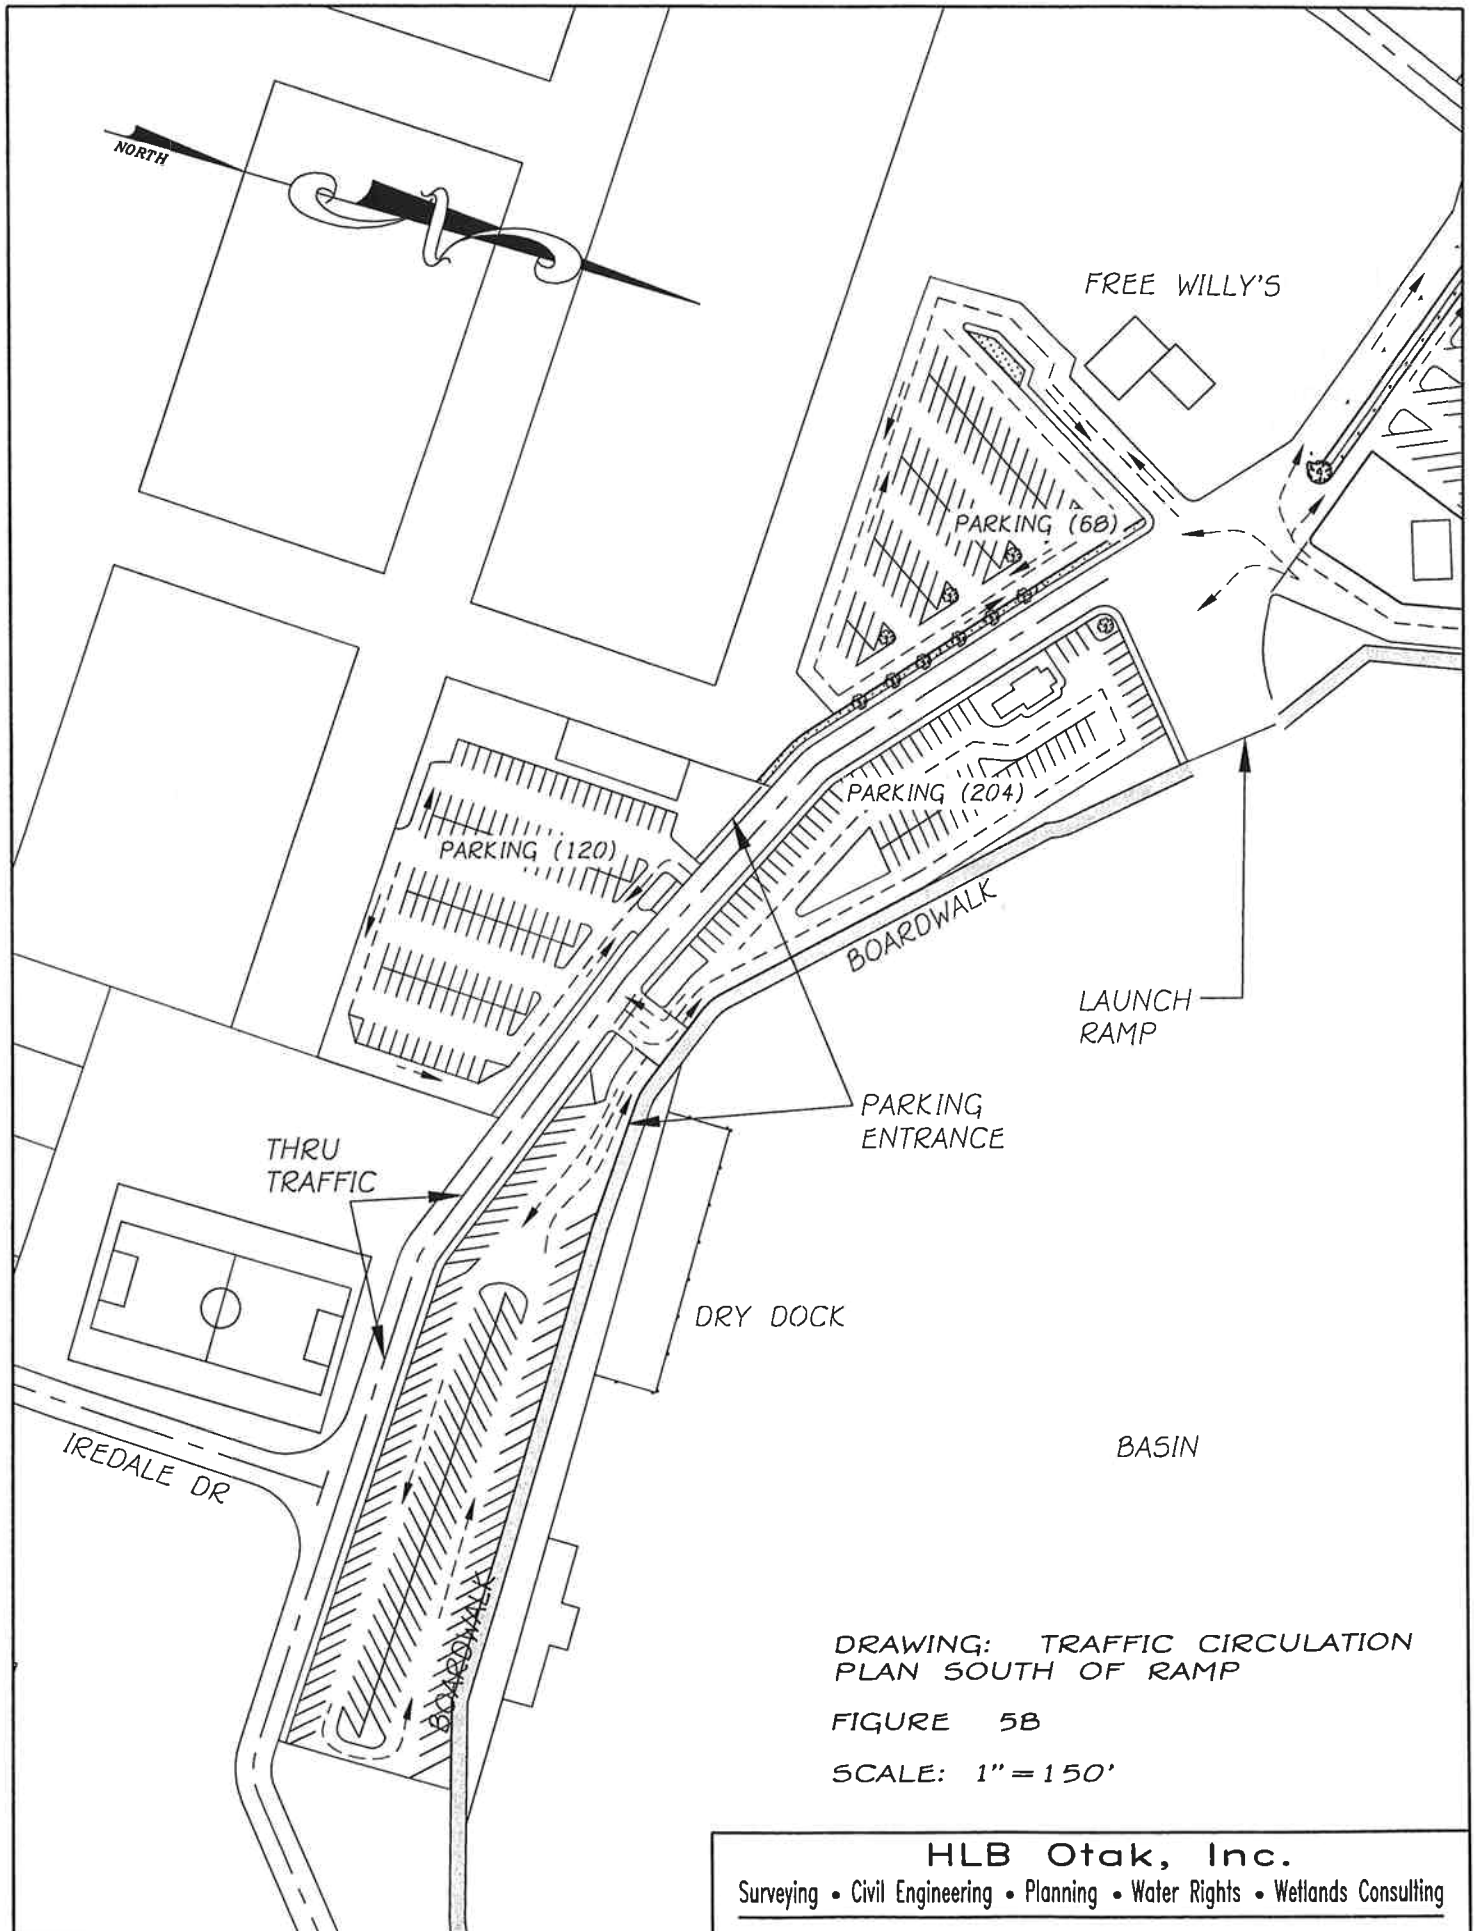 NORTH
FREE WILLY'S
PARKING (68)
PARKING (204)
PARKING (120)
BOARDWALK
LAUNCH
RAMP
PARKING
ENTRANCE
THRU
TRAFFIC
DRY DOCK
IREDALE DR
BASIN
BOARDWALK
DRAWING: TRAFFIC CIRCULATION
PLAN SOUTH OF RAMP
FIGURE 5B
SCALE: 1"=150'
HLB Otak, Inc.
Surveying • Civil Engineering • Planning • Water Rights • Wetlands Consulting